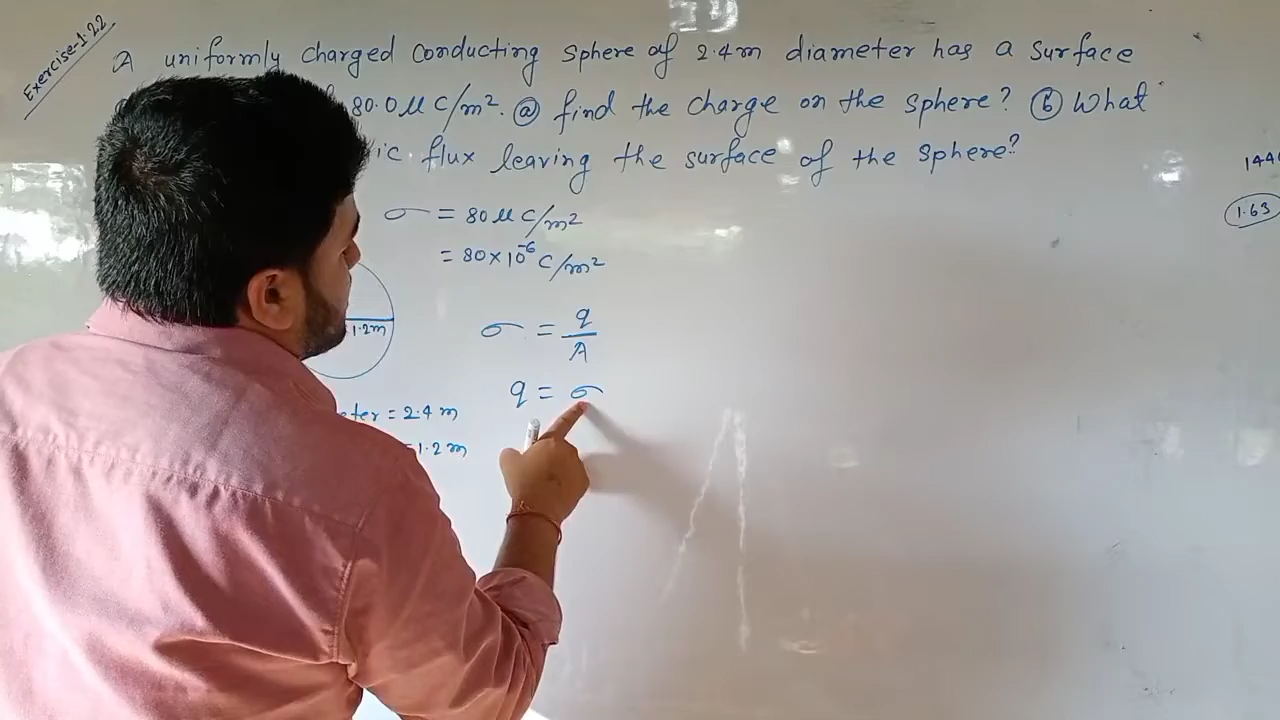 Exercise-1.22
A uniformly charged conducting sphere of 2.4m diameter has a surface
80.0 μC/m². ⓐ find the charge on the sphere? ⓑ What
flux leaving the surface of the sphere?
σ = 80 μC/m²
= 80×10⁻⁶ C/m²
1.2m
σ = q/A
q = σ
= 2.4 m
= 1.2 m
1.63